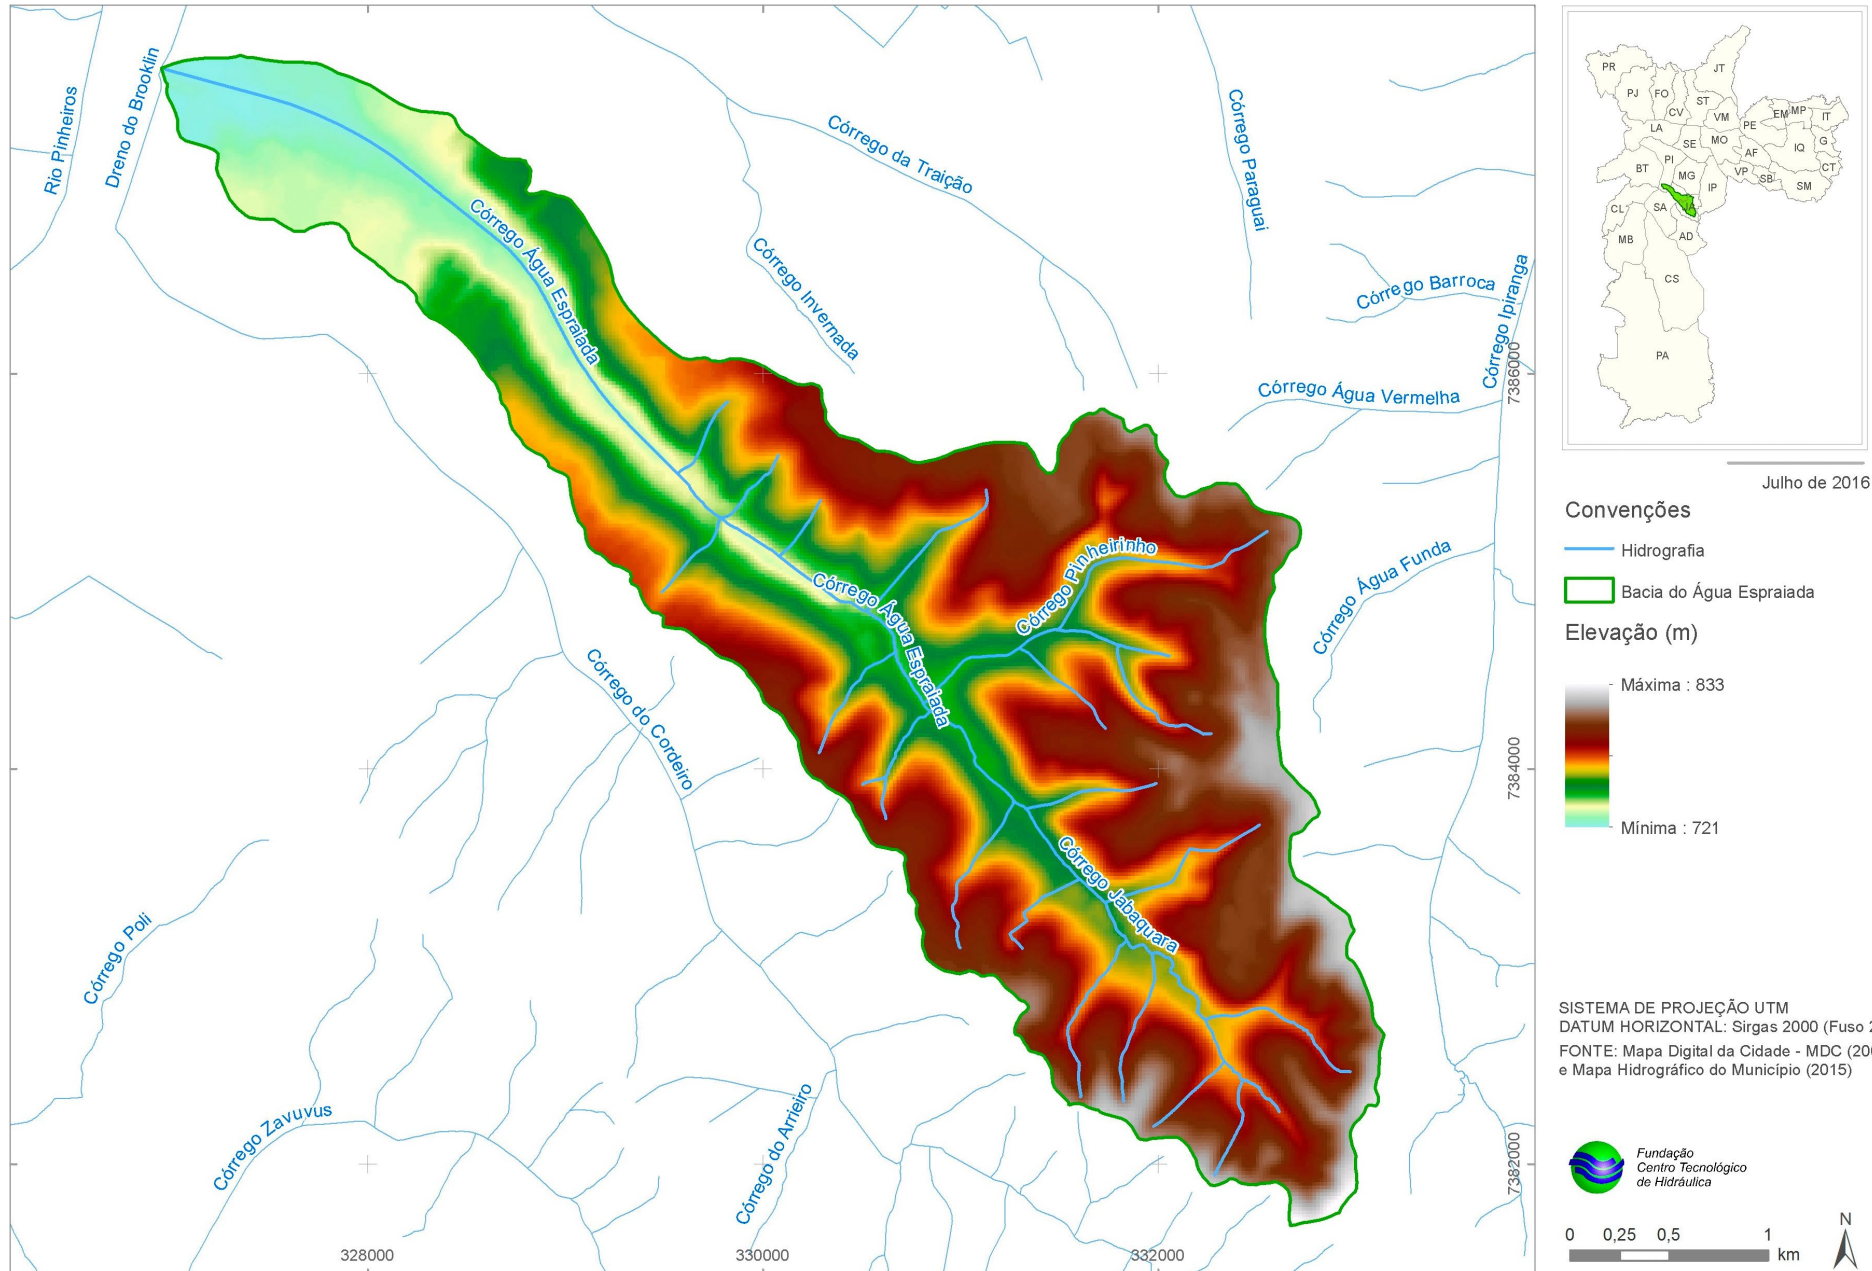 Rio Pinheiros
Dreno do Brooklin
Córrego Água Espraiada
Córrego da Traição
Córrego Invernada
Córrego Paraguai
Córrego Barroca
Córrego Ipiranga
Córrego Água Vermelha
Córrego Água Funda
Córrego Pinheirinho
Córrego Água Espraiada
Córrego Jabaquara
Córrego do Cordeiro
Córrego Poli
Córrego Zavuvus
Córrego do Arrieiro
328000
330000
332000
7386000
7384000
7382000
PR
JT
PJ
FO
CV
ST
VM
LA
SE
MO
PE
EM
MP
IT
BT
PI
MG
IP
AF
VP
SB
IQ
G
CT
SM
CL
SA
JA
MB
AD
CS
PA
Julho de 2016
Convenções
Hidrografia
Bacia do Água Espraiada
Elevação (m)
Máxima : 833
Mínima : 721
SISTEMA DE PROJEÇÃO UTM
DATUM HORIZONTAL: Sirgas 2000 (Fuso
FONTE: Mapa Digital da Cidade - MDC
e Mapa Hidrográfico do Município (2015)
Fundação
Centro Tecnológico
de Hidráulica
0 0,25 0,5 1
km
N